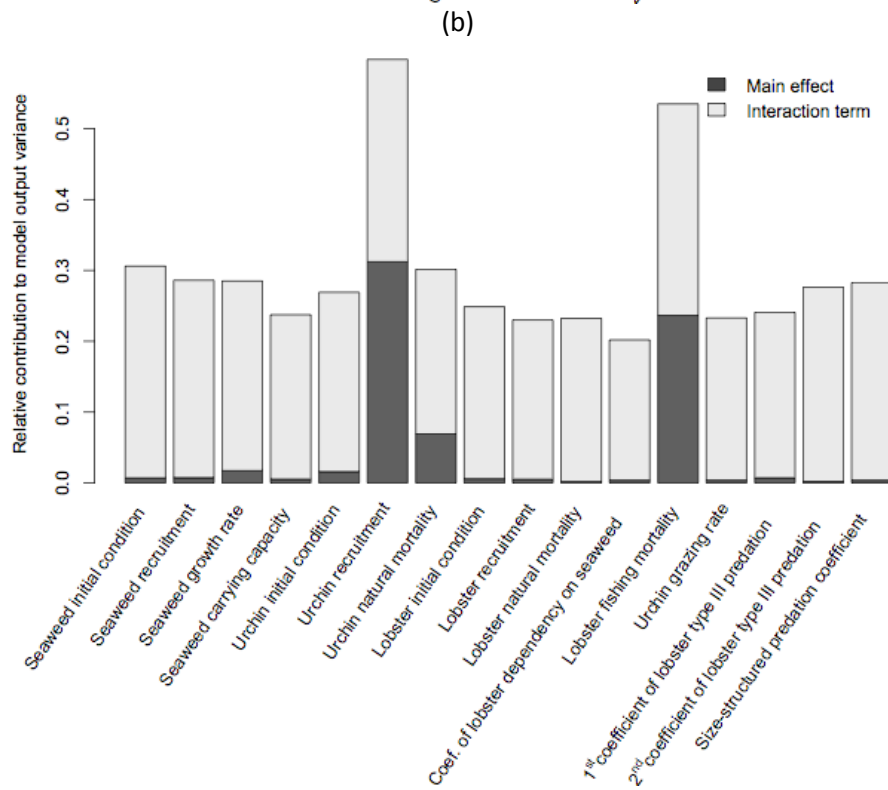 (b)
Main effect
Interaction term
Relative contribution to model output variance
0.5
0.4
0.3
0.2
0.1
0.0
Seaweed initial condition
Seaweed recruitment
Seaweed growth rate
Seaweed carrying capacity
Urchin initial condition
Urchin recruitment
Urchin natural mortality
Lobster initial condition
Lobster recruitment
Lobster natural mortality
Coef. of lobster dependency on seaweed
Lobster fishing mortality
Urchin grazing rate
1st coefficient of lobster type III predation
2nd coefficient of lobster type III predation
Size-structured predation coefficient